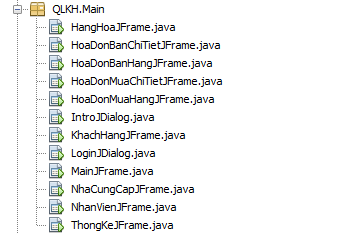 QLKH.Main
HangHoaJFrame.java
HoaDonBanChiTietJFrame.java
HoaDonBanHangJFrame.java
HoaDonMuaChiTietJFrame.java
HoaDonMuaHangJFrame.java
IntroJDialog.java
KhachHangJFrame.java
LoginJDialog.java
MainJFrame.java
NhaCungCapJFrame.java
NhanVienJFrame.java
ThongKeJFrame.java